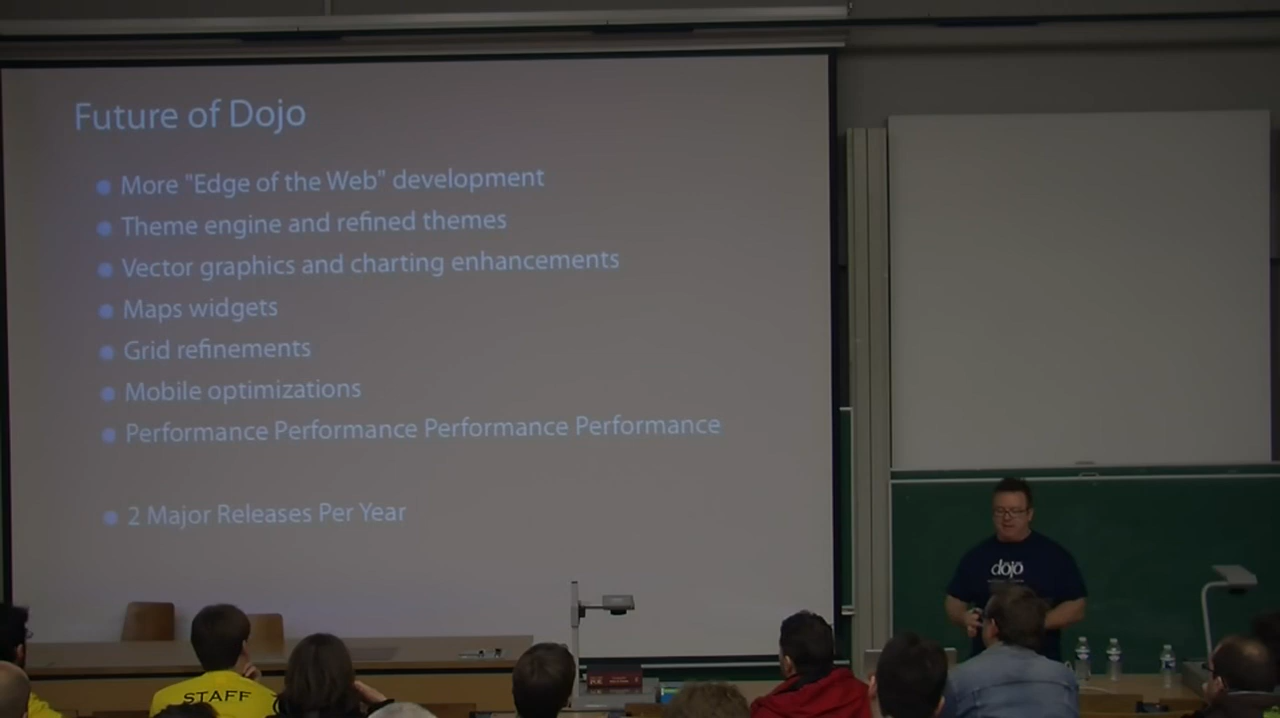 Future of Dojo
More "Edge of the Web" development
Theme engine and refined themes
Vector graphics and charting enhancements
Maps widgets
Grid refinements
Mobile optimizations
Performance Performance Performance Performance
2 Major Releases Per Year
dojo
STAFF